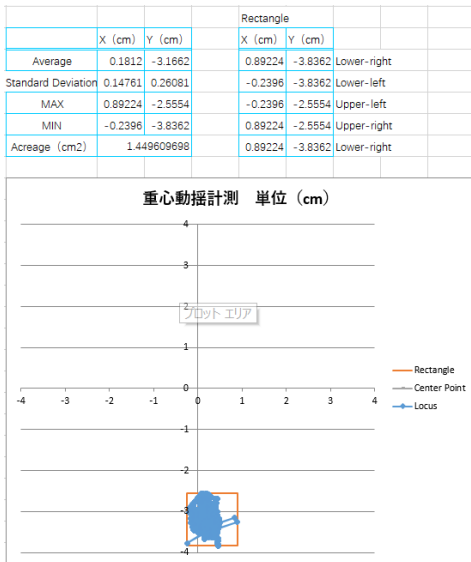 Rectangle
X（cm） Y（cm） X（cm） Y（cm）
Average 0.1812 -3.1662 0.89224 -3.8362 Lower-right
Standard Deviation 0.14761 0.26081 -0.2396 -3.8362 Lower-left
MAX 0.89224 -2.5554 -0.2396 -2.5554 Upper-left
MIN -0.2396 -3.8362 0.89224 -2.5554 Upper-right
Acreage（cm2） 1.449609698 0.89224 -3.8362 Lower-right
重心動揺計測　単位（cm）
4
3
2
プロット エリア
1
0
-4 -3 -2 -1 0 1 2 3 4
-1
-2
-3
-4
Rectangle
Center Point
Locus